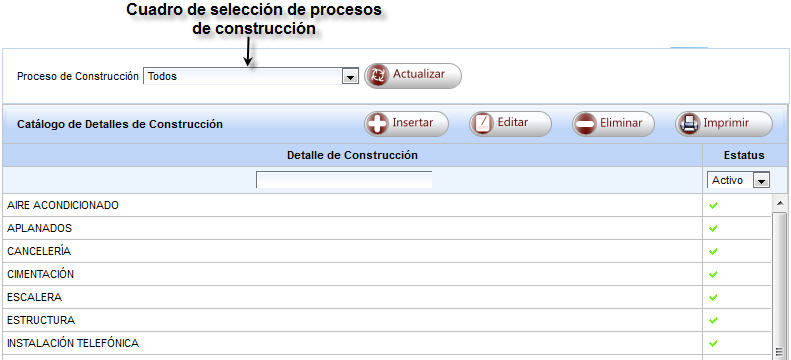 Cuadro de selección de procesos
de construcción
Proceso de Construcción Todos Actualizar
Catálogo de Detalles de Construcción Insertar Editar Eliminar Imprimir
Detalle de Construcción Estatus
Activo
AIRE ACONDICIONADO
APLANADOS
CANCELERÍA
CIMENTACIÓN
ESCALERA
ESTRUCTURA
INSTALACIÓN TELEFÓNICA